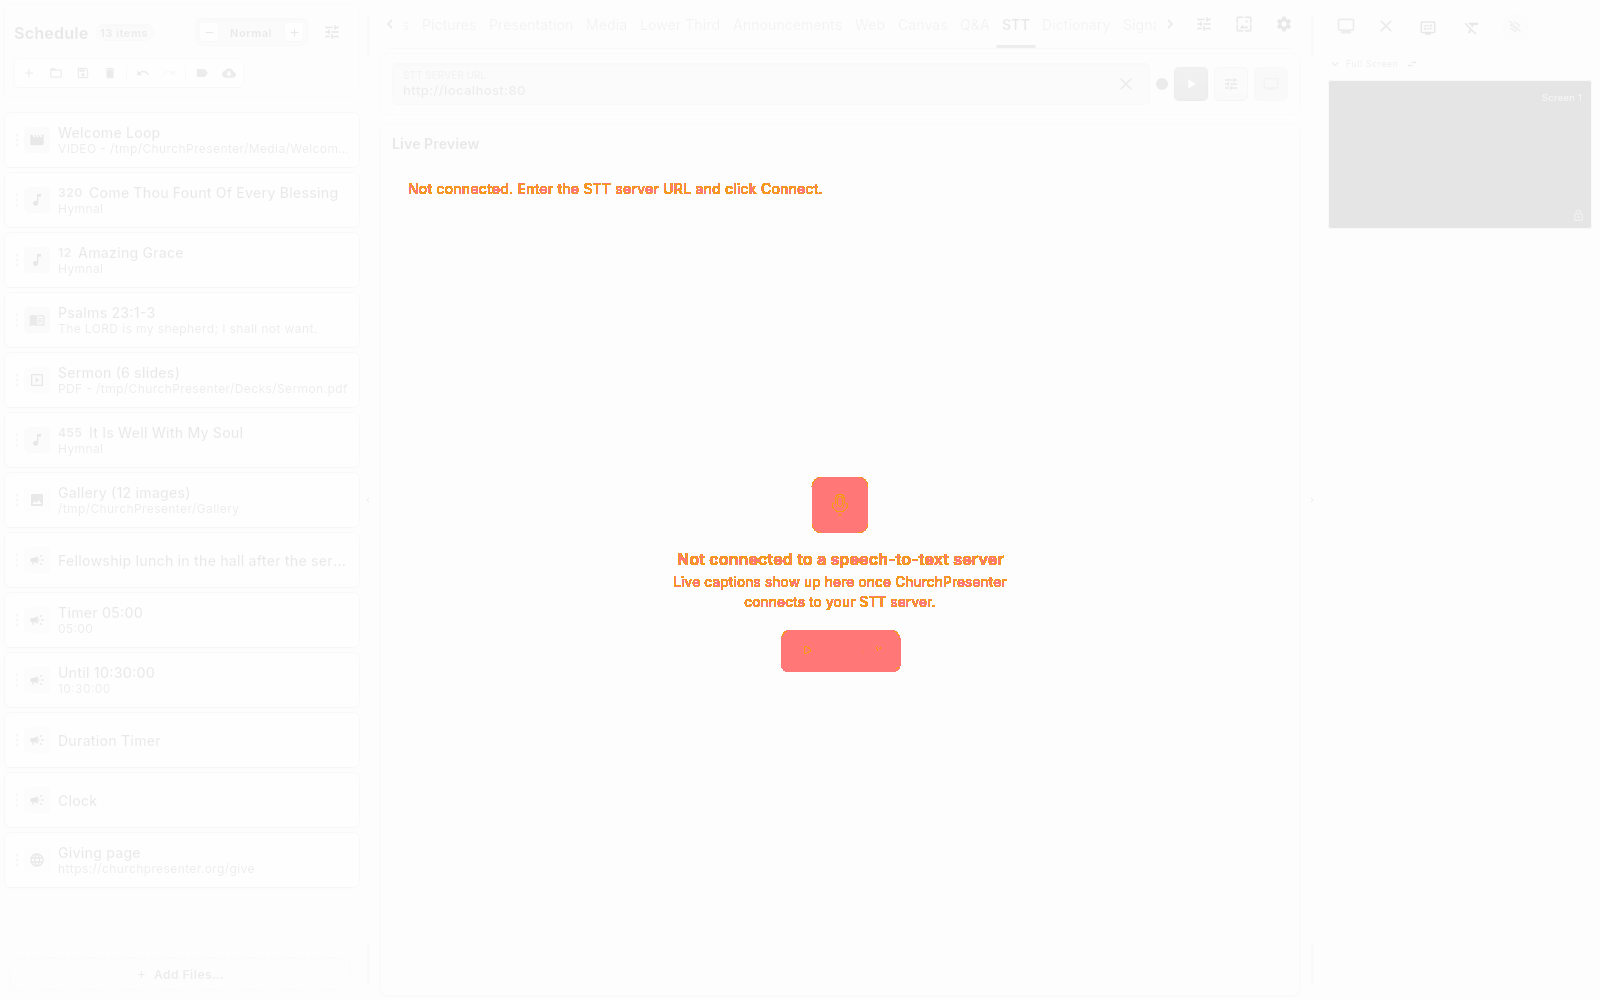 Schedule
13 items
Normal
s
Pictures
Presentation
Media
Lower Third
Announcements
Web
Canvas
Q&A
STT
Dictionary
STT SERVER URL
http://localhost:80
Full Screen
Screen 1
Welcome Loop
VIDEO - /tmp/ChurchPresenter/Media/Welcom...
320 Come Thou Fount Of Every Blessing
Hymnal
12 Amazing Grace
Hymnal
Psalms 23:1-3
The LORD is my shepherd; I shall not want.
Sermon (6 slides)
PDF - /tmp/ChurchPresenter/Decks/Sermon.pdf
455 It Is Well With My Soul
Hymnal
Gallery (12 images)
/tmp/ChurchPresenter/Gallery
Fellowship lunch in the hall after the ser...
Timer 05:00
05:00
Until 10:30:00
10:30:00
Duration Timer
Clock
Giving page
https://churchpresenter.org/give
+ Add Files...
Live Preview
Not connected. Enter the STT server URL and click Connect.
Not connected to a speech-to-text server
Live captions show up here once ChurchPresenter
connects to your STT server.